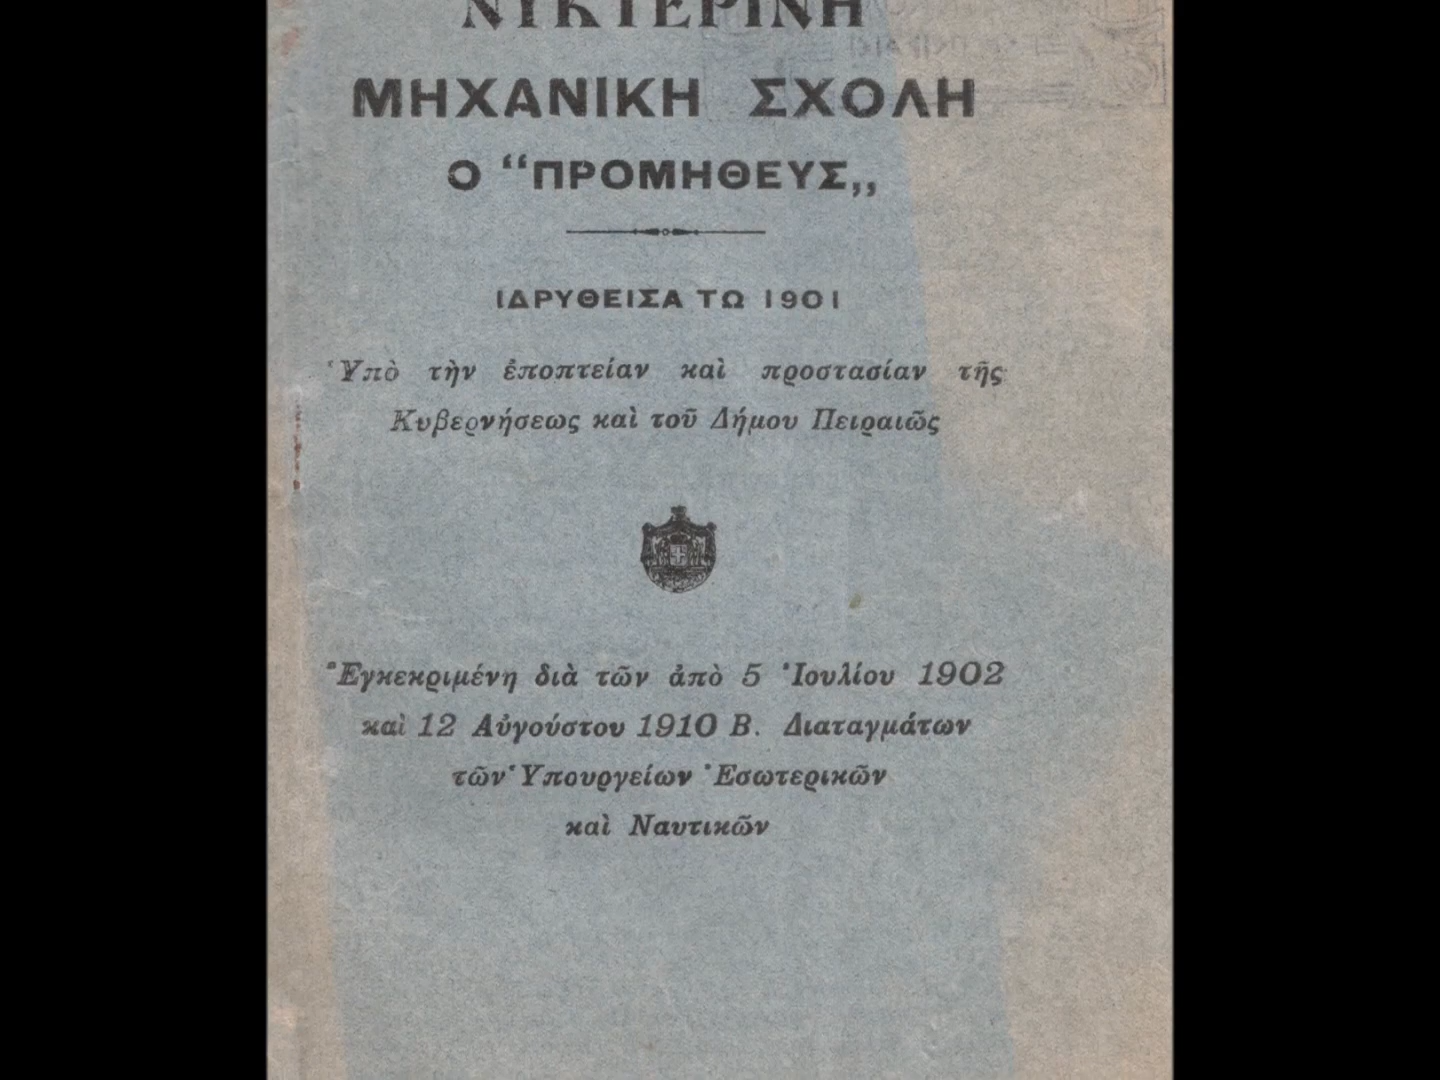 ΝΥΚΤΕΡΙΝΗ
ΜΗΧΑΝΙΚΗ ΣΧΟΛΗ
Ο “ΠΡΟΜΗΘΕΥΣ„
ΙΔΡΥΘΕΙΣΑ ΤΩ 1901
Ὑπὸ τὴν ἐποπτείαν καὶ προστασίαν τῆς
Κυβερνήσεως καὶ τοῦ Δήμου Πειραιῶς
Ἐγκεκριμένη διὰ τῶν ἀπὸ 5 Ἰουλίου 1902
καὶ 12 Αὐγούστου 1910 Β. Διαταγμάτων
τῶν Ὑπουργείων Ἐσωτερικῶν
καὶ Ναυτικῶν